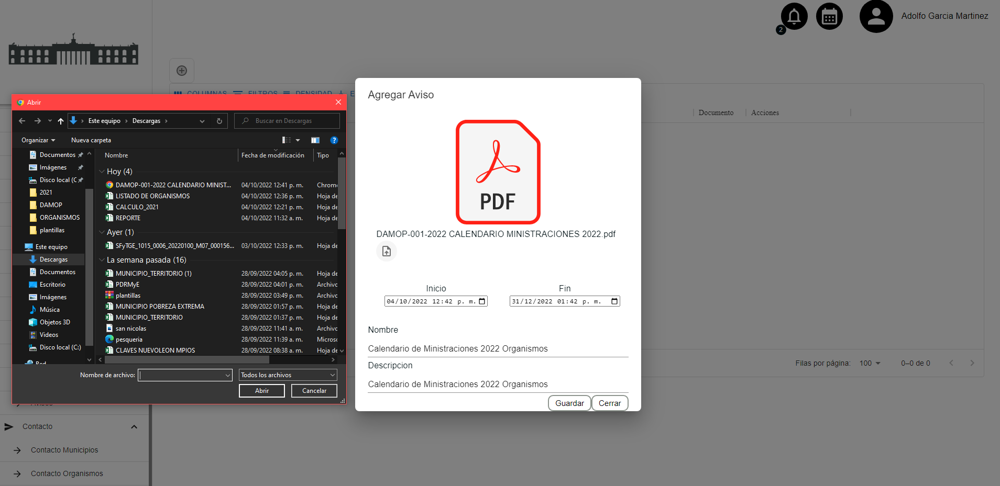 Adolfo Garcia Martinez
2
COLUMNAS FILTROS DENSIDAD E
Documento Acciones
Filas por página: 100 0–0 de 0
Contacto
Contacto Municipios
Contacto Organismos
Abrir
Este equipo Descargas
Buscar en Descargas
Organizar Nueva carpeta
?
Documentos
Imágenes
Disco local (C
2021
DAMOP
ORGANISMOS
plantillas
Este equipo
Descargas
Documentos
Escritorio
Imágenes
Música
Objetos 3D
Videos
Disco local (C:)
Red
Nombre Fecha de modificación Tipo
Hoy (4)
DAMOP-001-2022 CALENDARIO MINIST... 04/10/2022 12:41 p. m. Chrome
LISTADO DE ORGANISMOS 04/10/2022 12:36 p. m. Hoja de
CALCULO_2021 04/10/2022 12:21 p. m. Hoja de
REPORTE 04/10/2022 11:32 a. m. Hoja de
Ayer (1)
SFyTGE_1015_0006_20220100_M07_000156... 03/10/2022 12:33 p. m. Hoja de
La semana pasada (16)
MUNICIPIO_TERRITORIO (1) 28/09/2022 04:05 p. m. Hoja de
PDRMyE 28/09/2022 04:01 p. m. Archivo
plantillas 28/09/2022 03:49 p. m. Archivo
MUNICIPIO POBREZA EXTREMA 28/09/2022 01:57 p. m. Hoja de
MUNICIPIO_TERRITORIO 28/09/2022 01:37 p. m. Hoja de
san nicolas 28/09/2022 11:41 a. m. Archivo
pesqueria 28/09/2022 11:39 a. m. Microso
CLAVES NUEVOLEON MPIOS 28/09/2022 08:38 a. m. Hoja de
Nombre de archivo: Todos los archivos
Abrir Cancelar
Agregar Aviso
PDF
DAMOP-001-2022 CALENDARIO MINISTRACIONES 2022.pdf
Inicio Fin
04/10/2022 12:42 p. m. 31/12/2022 01:42 p. m.
Nombre
Calendario de Ministraciones 2022 Organismos
Descripcion
Calendario de Ministraciones 2022 Organismos
Guardar Cerrar